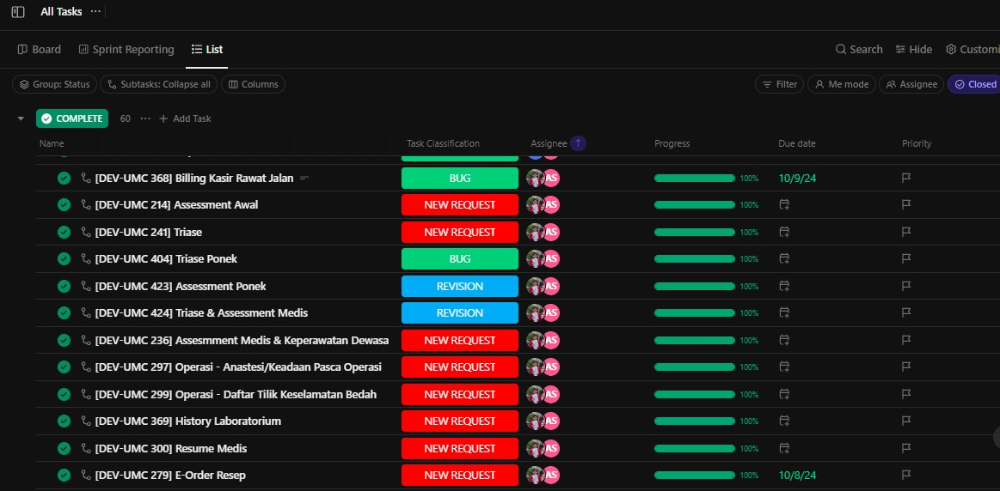 All Tasks ...
Board Sprint Reporting List Search Hide Customi
Group: Status Subtasks: Collapse all Columns Filter Me mode Assignee Closed
COMPLETE 60 ... + Add Task
Name Task Classification Assignee Progress Due date Priority
[DEV-UMC 368] Billing Kasir Rawat Jalan BUG AS 100% 10/9/24
[DEV-UMC 214] Assessment Awal NEW REQUEST AS 100%
[DEV-UMC 241] Triase NEW REQUEST AS 100%
[DEV-UMC 404] Triase Ponek BUG AS 100%
[DEV-UMC 423] Assessment Ponek REVISION AS 100%
[DEV-UMC 424] Triase & Assessment Medis REVISION AS 100%
[DEV-UMC 236] Assesmment Medis & Keperawatan Dewasa NEW REQUEST AS 100%
[DEV-UMC 297] Operasi - Anastesi/Keadaan Pasca Operasi NEW REQUEST AS 100%
[DEV-UMC 299] Operasi - Daftar Tilik Keselamatan Bedah NEW REQUEST AS 100%
[DEV-UMC 369] History Laboratorium NEW REQUEST AS 100%
[DEV-UMC 300] Resume Medis NEW REQUEST AS 100%
[DEV-UMC 279] E-Order Resep NEW REQUEST AS 100% 10/8/24